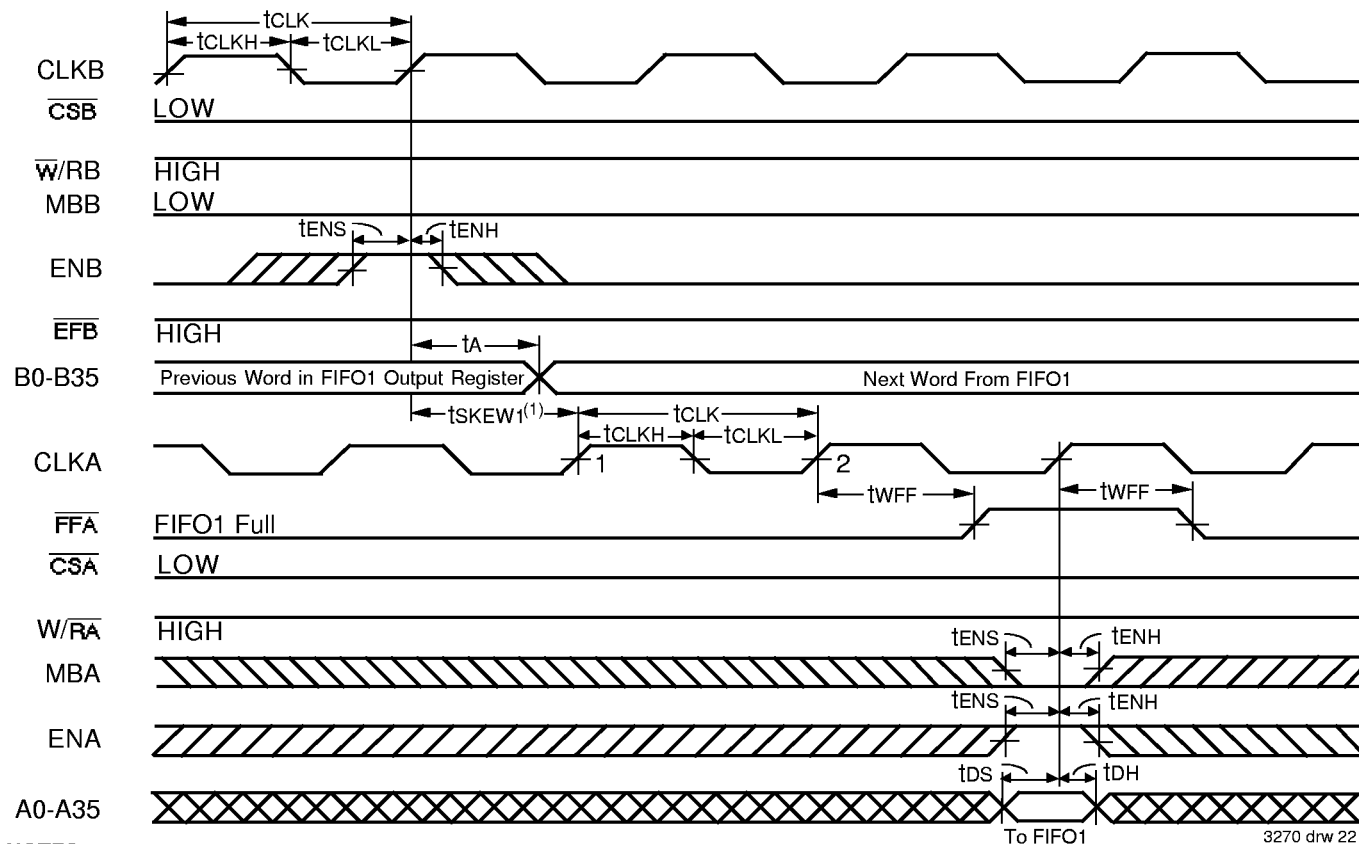 tCLK
tCLKH tCLKL
CLKB
CSB LOW
W/RB HIGH
MBB LOW
tENS tENH
ENB
EFB HIGH
tA
B0-B35 Previous Word in FIFO1 Output Register Next Word From FIFO1
tSKEW1(1) tCLK
tCLKH tCLKL
CLKA 1 2
tWFF tWFF
FFA FIFO1 Full
CSA LOW
W/RA HIGH
tENS tENH
MBA
tENS tENH
ENA
tDS tDH
A0-A35
To FIFO1 3270 drw 22